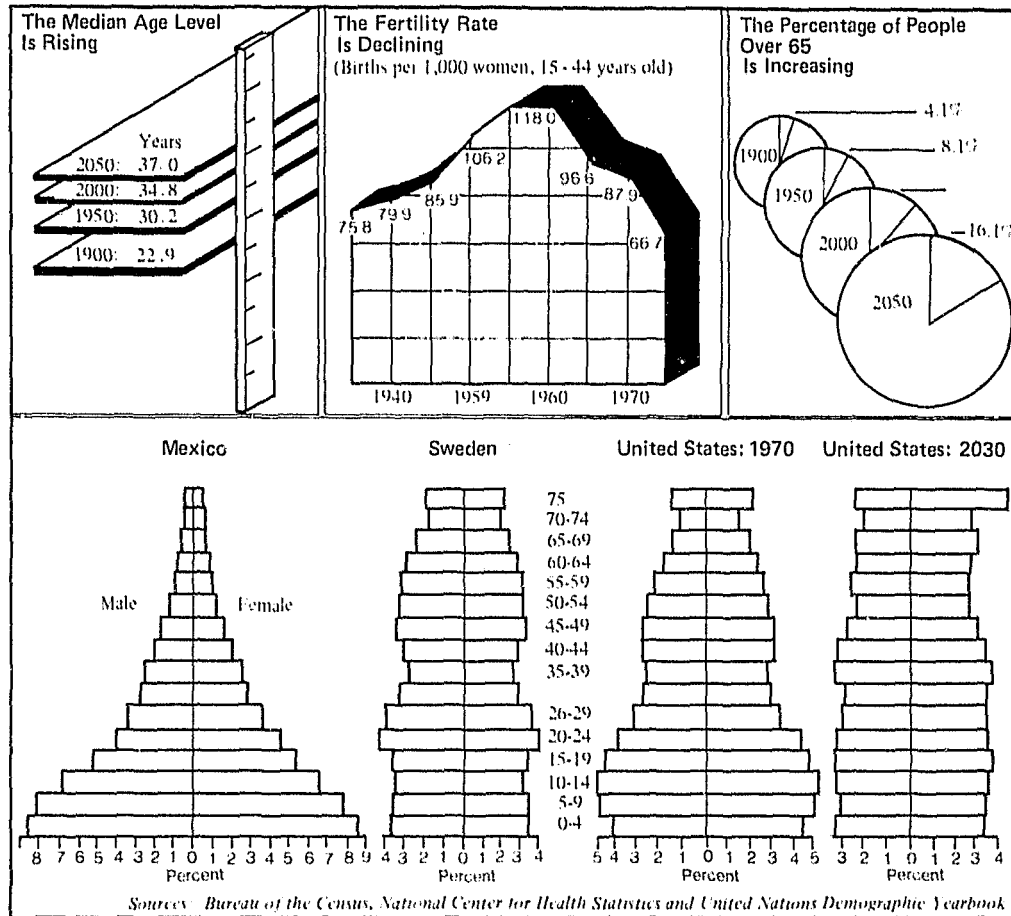 The Median Age Level
Is Rising
Years
2050: 37.0
2000: 34.8
1950: 30.2
1900: 22.9
The Fertility Rate
Is Declining
(Births per 1,000 women, 15 - 44 years old)
118.0
106.2
96.6
87.9
85.9
79.9
75.8
66.7
1940 1959 1960 1970
The Percentage of People
Over 65
Is Increasing
4.1%
8.1%
16.1%
1900
1950
2000
2050
Mexico Sweden United States: 1970 United States: 2030
75
70-74
65-69
60-64
55-59
Male Female 50-54
45-49
40-44
35-39
26-29
20-24
15-19
10-14
5-9
0-4
8 7 6 5 4 3 2 1 0 1 2 3 4 5 6 7 8 9 4 3 2 1 0 1 2 3 4 5 4 3 2 1 0 1 2 3 4 5 3 2 1 0 1 2 3 4
Percent Percent Percent Percent
Sources: Bureau of the Census, National Center for Health Statistics and United Nations Demographic Yearbook